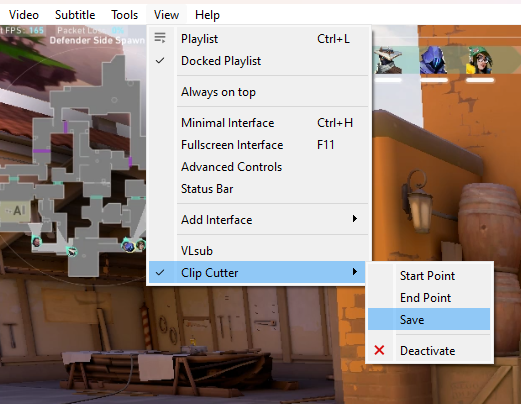 Video Subtitle Tools View Help
FPS: 165 Packet Lo
Defender Side Spawn
Playlist Ctrl+L
Docked Playlist
Always on top
Minimal Interface Ctrl+H
Fullscreen Interface F11
Advanced Controls
Status Bar
Add Interface
VLsub
Clip Cutter
Start Point
End Point
Save
Deactivate
A